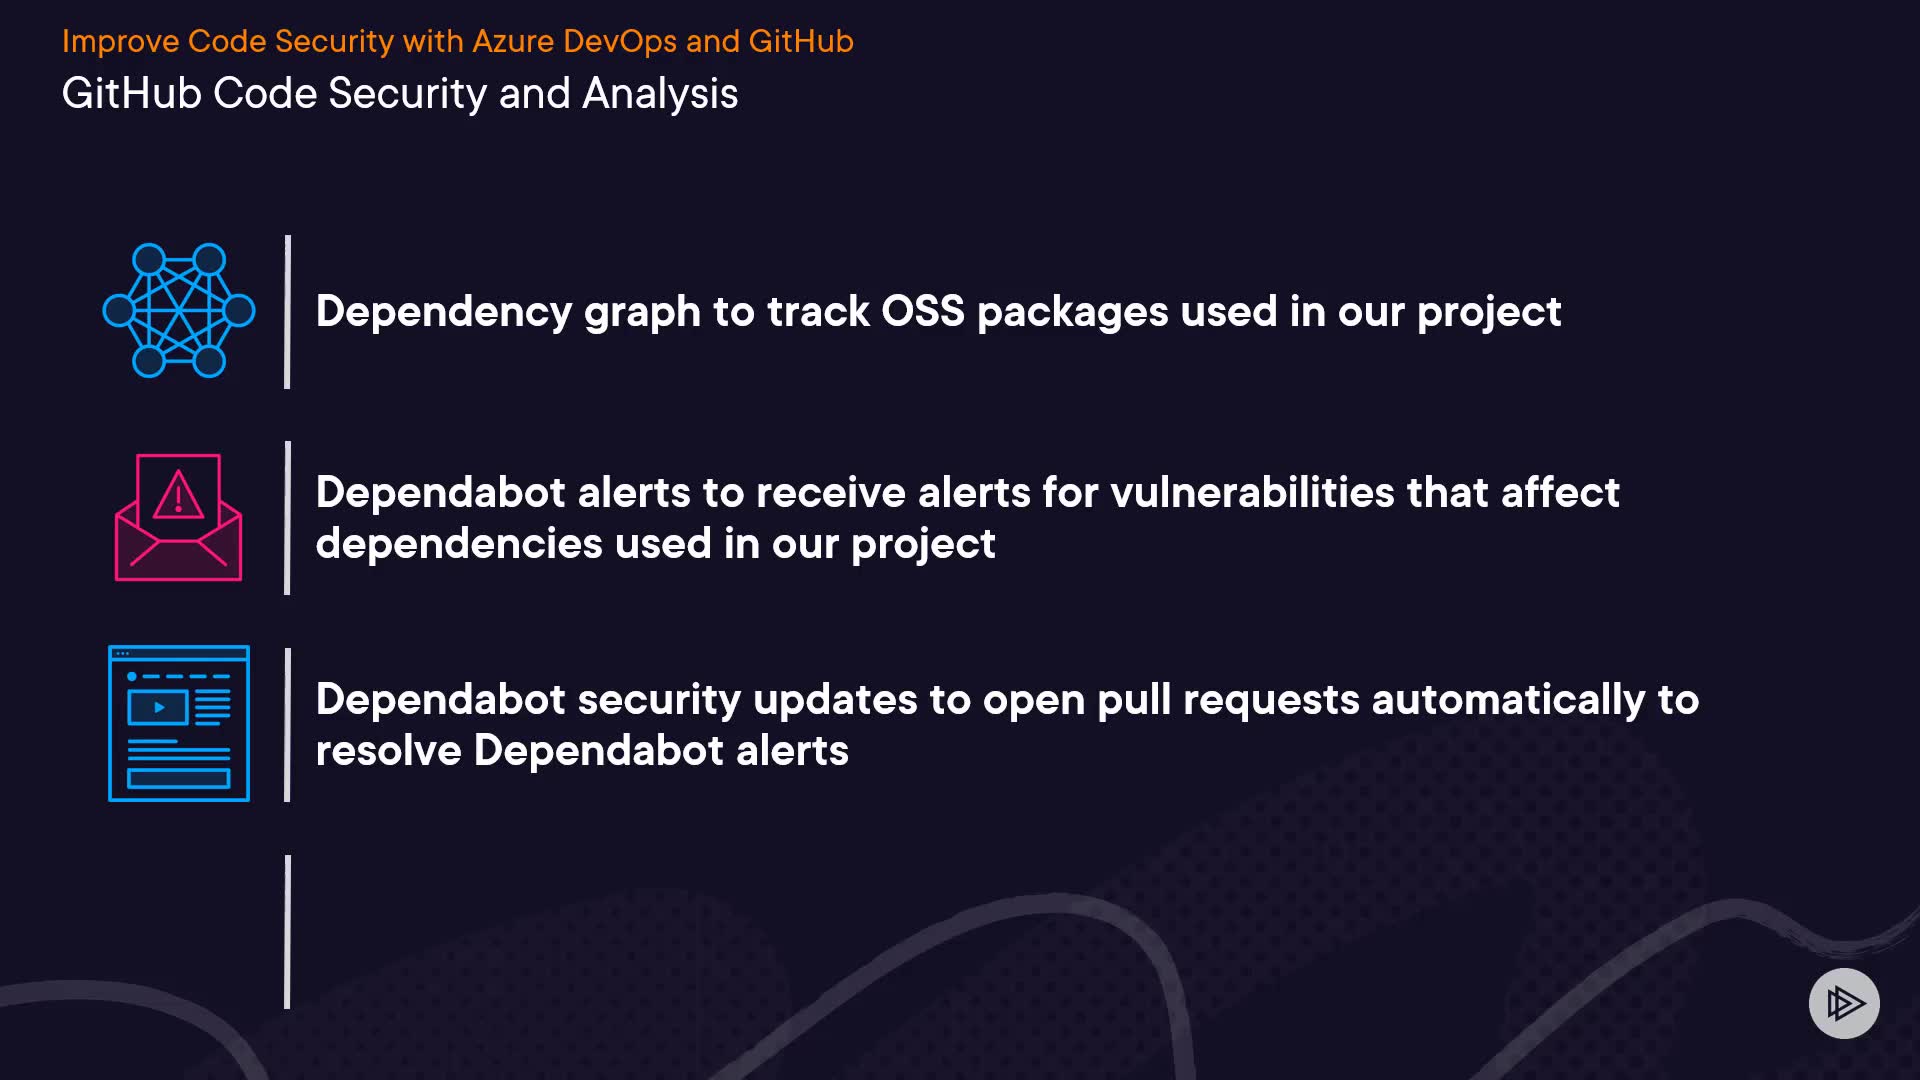 Improve Code Security with Azure DevOps and GitHub
GitHub Code Security and Analysis
Dependency graph to track OSS packages used in our project
Dependabot alerts to receive alerts for vulnerabilities that affect
dependencies used in our project
Dependabot security updates to open pull requests automatically to
resolve Dependabot alerts